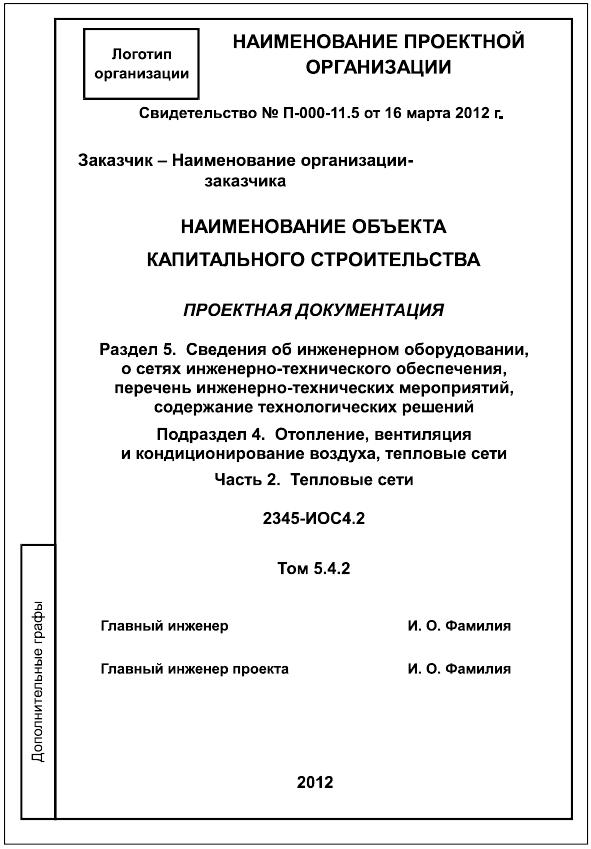 Логотип
организации
НАИМЕНОВАНИЕ ПРОЕКТНОЙ
ОРГАНИЗАЦИИ
Свидетельство № П-000-11.5 от 16 марта 2012 г.
Заказчик – Наименование организации-
заказчика
НАИМЕНОВАНИЕ ОБЪЕКТА
КАПИТАЛЬНОГО СТРОИТЕЛЬСТВА
ПРОЕКТНАЯ ДОКУМЕНТАЦИЯ
Раздел 5. Сведения об инженерном оборудовании,
о сетях инженерно-технического обеспечения,
перечень инженерно-технических мероприятий,
содержание технологических решений
Подраздел 4. Отопление, вентиляция
и кондиционирование воздуха, тепловые сети
Часть 2. Тепловые сети
2345-ИОС4.2
Том 5.4.2
Главный инженер И. О. Фамилия
Главный инженер проекта И. О. Фамилия
Дополнительные графы
2012